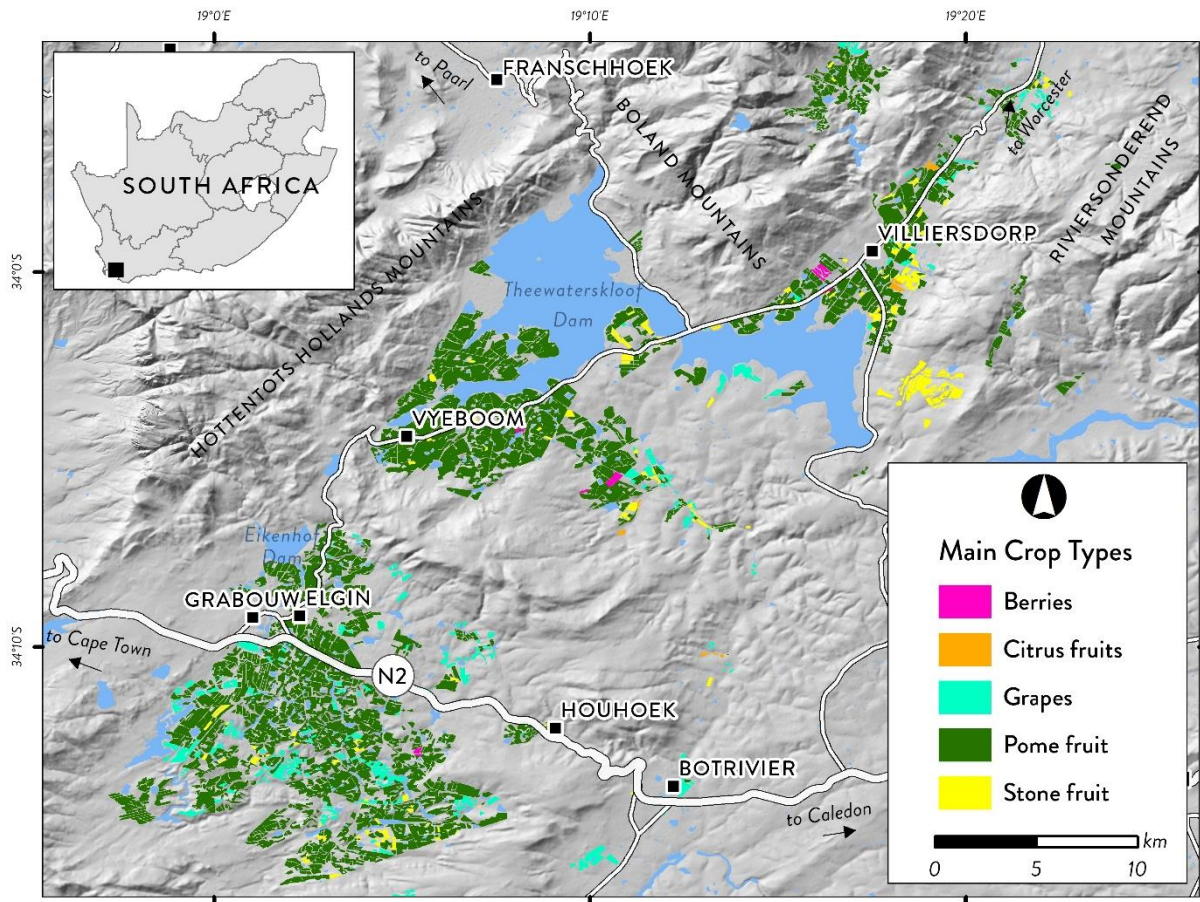 19°0'E
19°10'E
19°20'E
to Paarl
FRANSCHHOEK
SOUTH AFRICA
BOLAND MOUNTAINS
to Worcester
RIVIERSONDEREND
MOUNTAINS
HOTTENTOTS HOLLANDS MOUNTAINS
VILLIERSDORP
34°0'S
Theewaterskloof
Dam
VYEBOOM
Eikenhof
Dam
GRABOUW
ELGIN
34°10'S
to Cape Town
N2
HOUHOEK
BOTRIVIER
to Caledon
Main Crop Types
Berries
Citrus fruits
Grapes
Pome fruit
Stone fruit
km
0 5 10